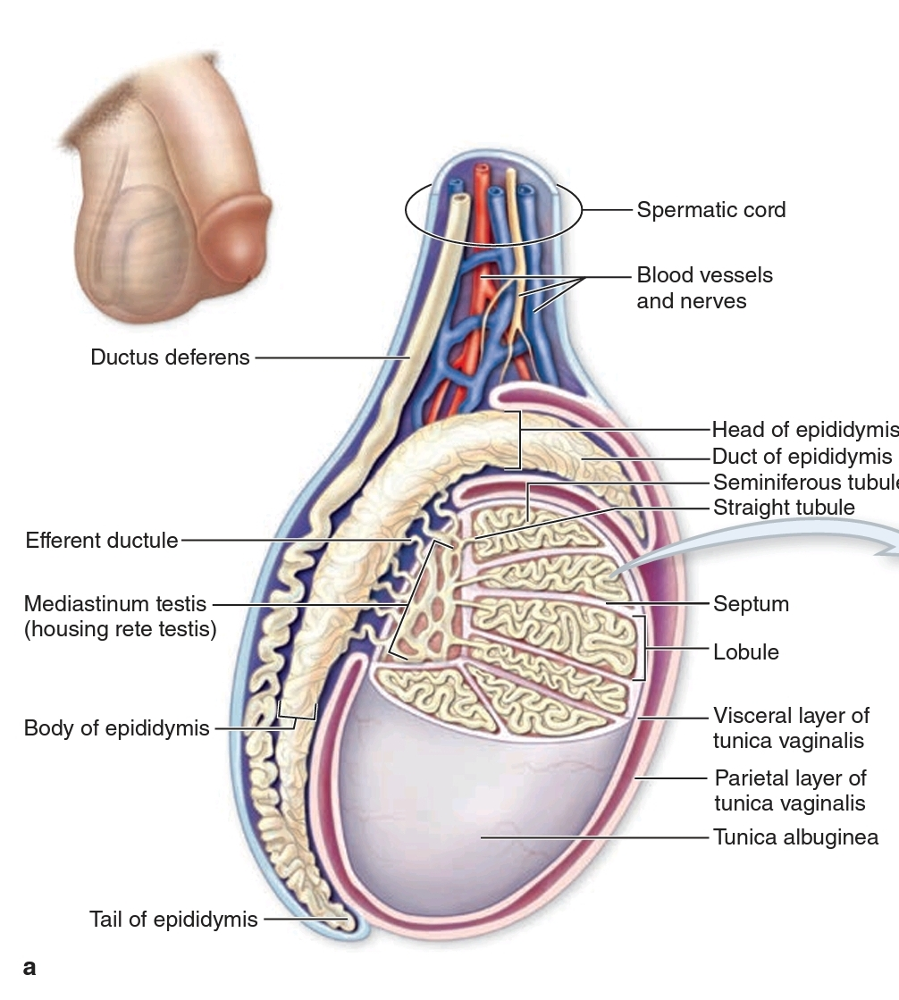 Spermatic cord
Blood vessels
and nerves
Ductus deferens
Head of epididymis
Duct of epididymis
Seminiferous tubule
Straight tubule
Efferent ductule
Mediastinum testis
(housing rete testis)
Septum
Lobule
Body of epididymis
Visceral layer of
tunica vaginalis
Parietal layer of
tunica vaginalis
Tunica albuginea
Tail of epididymis
a